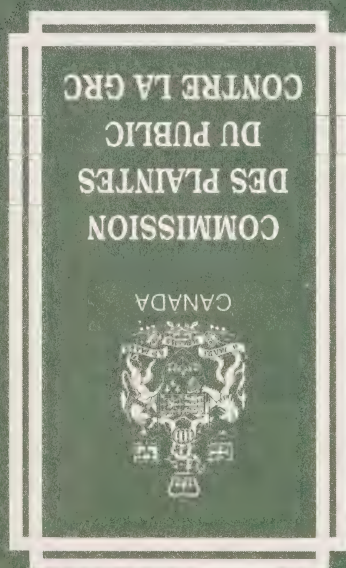 CANADA
COMMISSION
DES PLAINTES
DU PUBLIC
CONTRE LA GRC